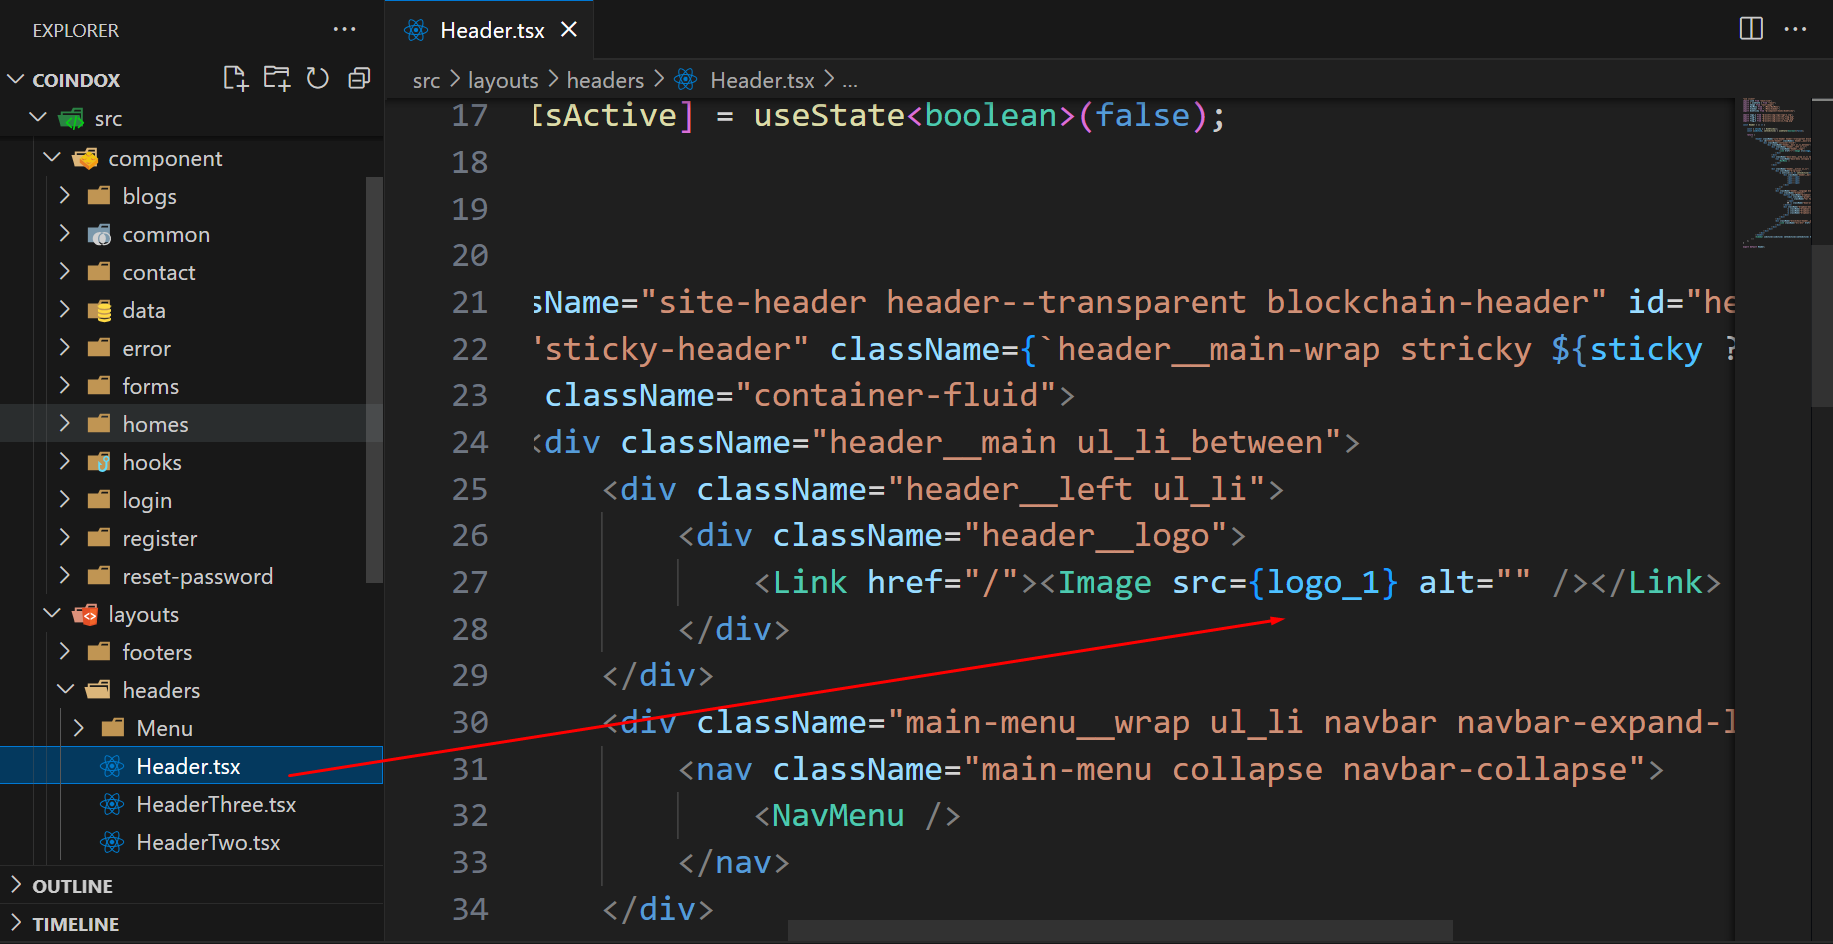 EXPLORER
COINDOX
src
component
blogs
common
contact
data
error
forms
homes
hooks
login
register
reset-password
layouts
footers
headers
Menu
Header.tsx
HeaderThree.tsx
HeaderTwo.tsx
OUTLINE
TIMELINE
Header.tsx
src > layouts > headers > Header.tsx > ...
17 [sActive] = useState<boolean>(false);
18
19
20
21 sName="site-header header--transparent blockchain-header" id="he
22 "sticky-header" className={`header__main-wrap stricky ${sticky ?
23 className="container-fluid">
24 <div className="header__main ul_li_between">
25 <div className="header__left ul_li">
26 <div className="header__logo">
27 <Link href="/"><Image src={logo_1} alt="" /></Link>
28 </div>
29 </div>
30 <div className="main-menu__wrap ul_li navbar navbar-expand-l
31 <nav className="main-menu collapse navbar-collapse">
32 <NavMenu />
33 </nav>
34 </div>